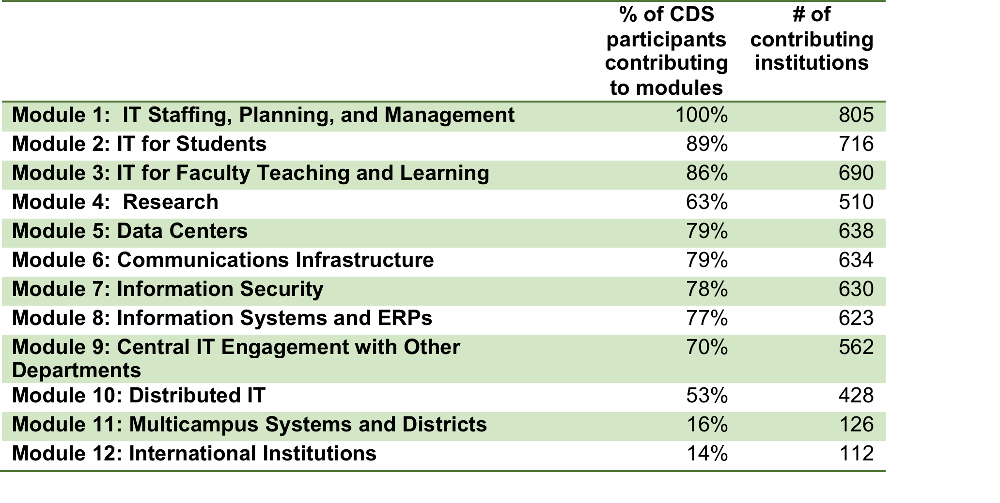 % of CDS participants contributing to modules # of contributing institutions
Module 1:  IT Staffing, Planning, and Management 100% 805
Module 2: IT for Students 89% 716
Module 3: IT for Faculty Teaching and Learning 86% 690
Module 4:  Research 63% 510
Module 5: Data Centers 79% 638
Module 6: Communications Infrastructure 79% 634
Module 7: Information Security 78% 630
Module 8: Information Systems and ERPs 77% 623
Module 9: Central IT Engagement with Other 70% 562
Departments
Module 10: Distributed IT 53% 428
Module 11: Multicampus Systems and Districts 16% 126
Module 12: International Institutions 14% 112